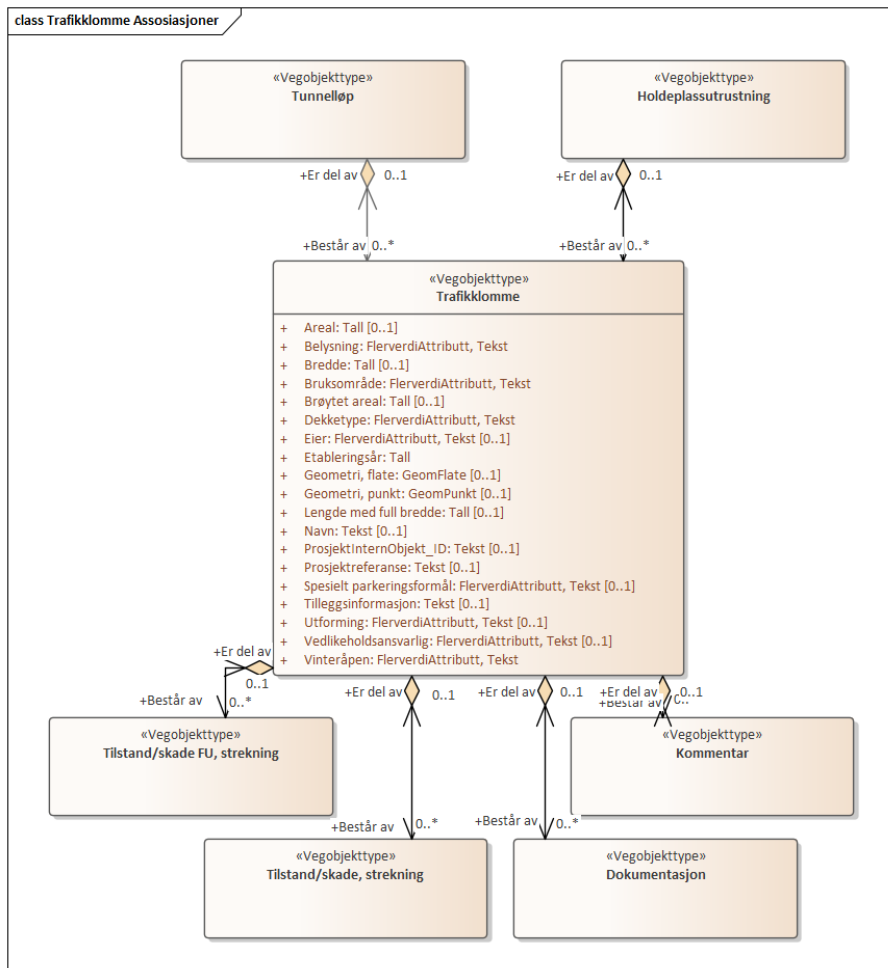 class Trafikklomme Assosiasjoner
«Vegobjekttype»
Tunnelløp
«Vegobjekttype»
Holdeplassutrustning
+Er del av 0..1
+Er del av 0..1
+Består av 0..*
+Består av 0..*
«Vegobjekttype»
Trafikklomme
+ Areal: Tall [0..1]
+ Belysning: FlerverdiAttributt, Tekst
+ Bredde: Tall [0..1]
+ Bruksområde: FlerverdiAttributt, Tekst
+ Brøytet areal: Tall [0..1]
+ Dekketype: FlerverdiAttributt, Tekst
+ Eier: FlerverdiAttributt, Tekst [0..1]
+ Etableringsår: Tall
+ Geometri, flate: GeomFlate [0..1]
+ Geometri, punkt: GeomPunkt [0..1]
+ Lengde med full bredde: Tall [0..1]
+ Navn: Tekst [0..1]
+ ProsjektInternObjekt_ID: Tekst [0..1]
+ Prosjektreferanse: Tekst [0..1]
+ Spesielt parkeringsformål: FlerverdiAttributt, Tekst [0..1]
+ Tilleggsinformasjon: Tekst [0..1]
+ Utforming: FlerverdiAttributt, Tekst [0..1]
+ Vedlikeholdsansvarlig: FlerverdiAttributt, Tekst [0..1]
+ Vinteråpen: FlerverdiAttributt, Tekst
+Er del av
0..1
+Er del av 0..1
+Er del av 0..1
+Er del av 0..1
+Består av
0..*
+Består av 0..
«Vegobjekttype»
Tilstand/skade FU, strekning
«Vegobjekttype»
Kommentar
+Består av 0..*
+Består av 0..*
«Vegobjekttype»
Tilstand/skade, strekning
«Vegobjekttype»
Dokumentasjon